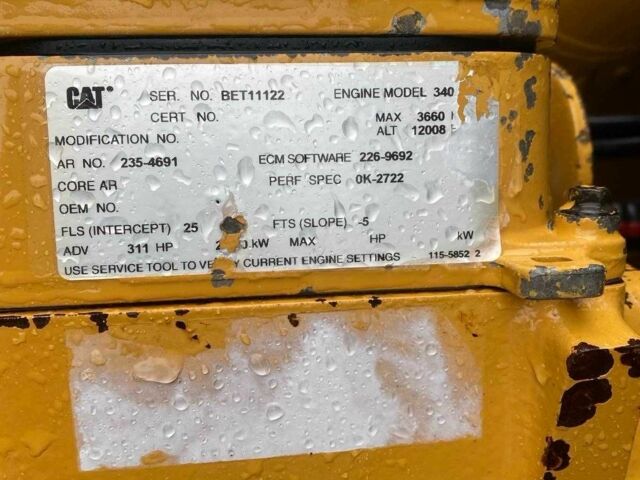 CAT SER. NO. BET11122 ENGINE MODEL 340
CERT NO. MAX 3660
MODIFICATION NO. ALT 12008
AR NO. 235-4691 ECM SOFTWARE 226-9692
CORE AR PERF SPEC 0K-2722
OEM NO.
FLS (INTERCEPT) 25 FTS (SLOPE) -5
ADV 311 HP kW MAX HP kW
USE SERVICE TOOL TO CURRENT ENGINE SETTINGS 115-5852 2